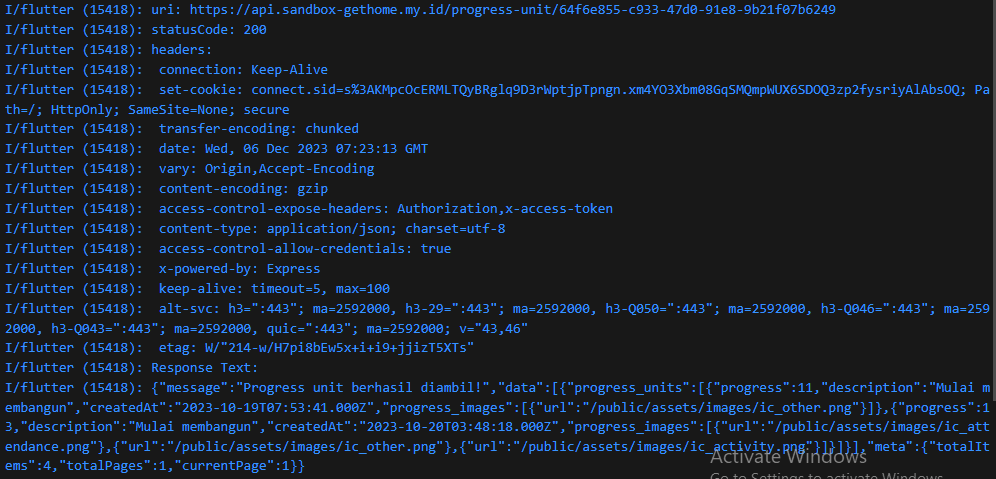 I/flutter (15418): uri: https://api.sandbox-gethome.my.id/progress-unit/64f6e855-c933-47d0-91e8-9b21f07b6249
I/flutter (15418): statusCode: 200
I/flutter (15418): headers:
I/flutter (15418):  connection: Keep-Alive
I/flutter (15418):  set-cookie: connect.sid=s%3AKMpcOcERMLTQyBRglq9D3rWptjpTpngn.xm4YO3Xbm08GqSMQmpWUX6SDOQ3zp2fysriyAlAbsOQ; Pa
th=/; HttpOnly; SameSite=None; secure
I/flutter (15418):  transfer-encoding: chunked
I/flutter (15418):  date: Wed, 06 Dec 2023 07:23:13 GMT
I/flutter (15418):  vary: Origin,Accept-Encoding
I/flutter (15418):  content-encoding: gzip
I/flutter (15418):  access-control-expose-headers: Authorization,x-access-token
I/flutter (15418):  content-type: application/json; charset=utf-8
I/flutter (15418):  access-control-allow-credentials: true
I/flutter (15418):  x-powered-by: Express
I/flutter (15418):  keep-alive: timeout=5, max=100
I/flutter (15418):  alt-svc: h3=":443"; ma=2592000, h3-29=":443"; ma=2592000, h3-Q050=":443"; ma=2592000, h3-Q046=":443"; ma=259
2000, h3-Q043=":443"; ma=2592000, quic=":443"; ma=2592000; v="43,46"
I/flutter (15418):  etag: W/"214-w/H7pi8bEw5x+i+i9+jjizT5XTs"
I/flutter (15418): Response Text:
I/flutter (15418): {"message":"Progress unit berhasil diambil!","data":[{"progress_units":[{"progress":11,"description":"Mulai m
embangun","createdAt":"2023-10-19T07:53:41.000Z","progress_images":[{"url":"/public/assets/images/ic_other.png"}]},{"progress":1
3,"description":"Mulai membangun","createdAt":"2023-10-20T03:48:18.000Z","progress_images":[{"url":"/public/assets/images/ic_att
endance.png"},{"url":"/public/assets/images/ic_other.png"},{"url":"/public/assets/images/ic_activity.png"}]}]}],"meta":{"totalIt
ems":4,"totalPages":1,"currentPage":1}}
Activate Windows
Go to Settings to activate Windows.